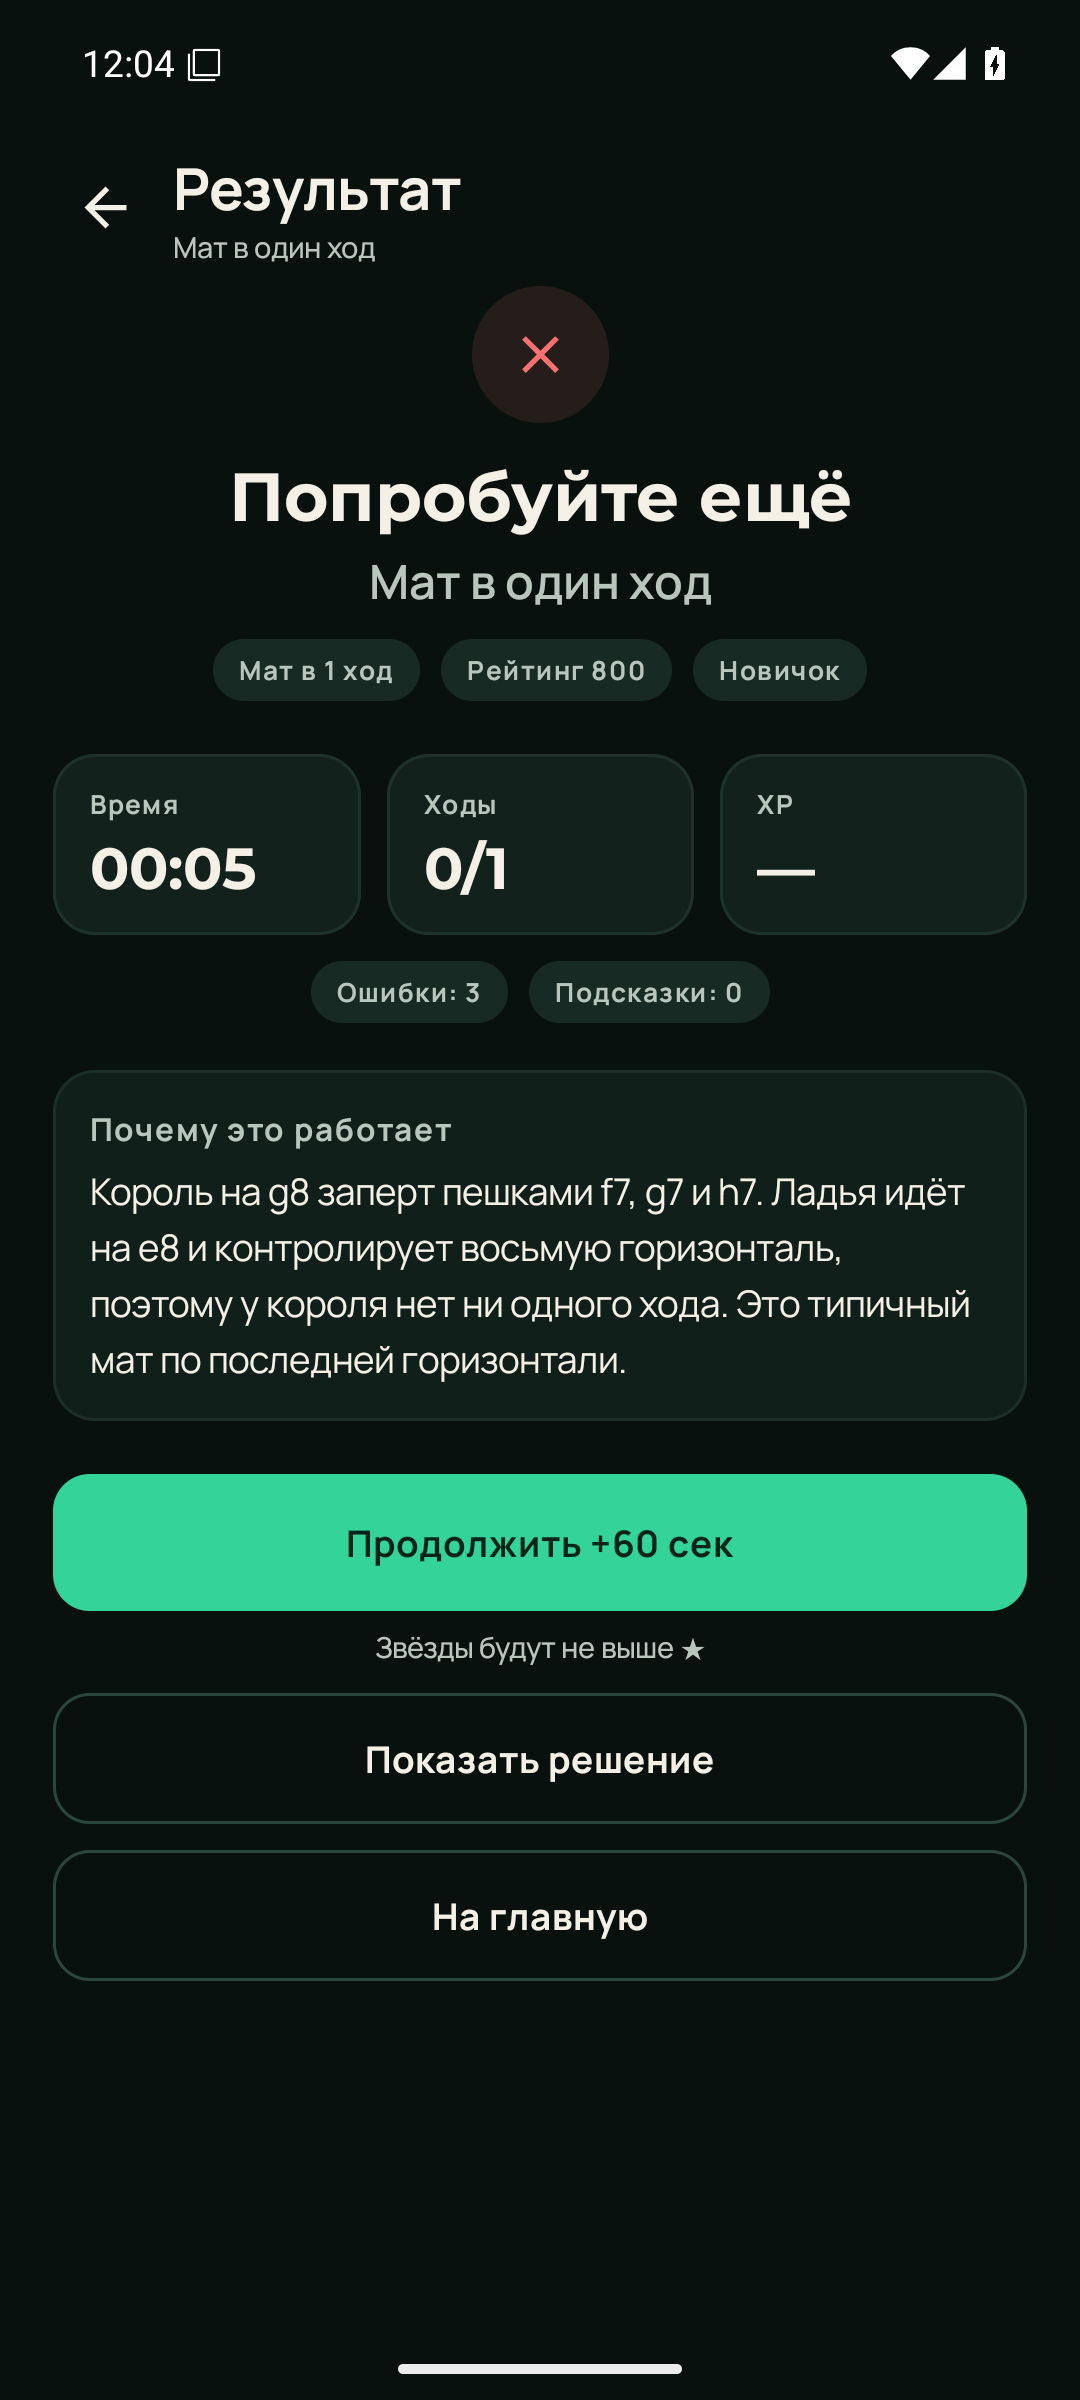 12:04
Результат
Мат в один ход
Попробуйте ещё
Мат в один ход
Мат в 1 ход
Рейтинг 800
Новичок
Время
00:05
Ходы
0/1
XP
—
Ошибки: 3
Подсказки: 0
Почему это работает
Король на g8 заперт пешками f7, g7 и h7. Ладья идёт
на e8 и контролирует восьмую горизонталь,
поэтому у короля нет ни одного хода. Это типичный
мат по последней горизонтали.
Продолжить +60 сек
Звёзды будут не выше ★
Показать решение
На главную